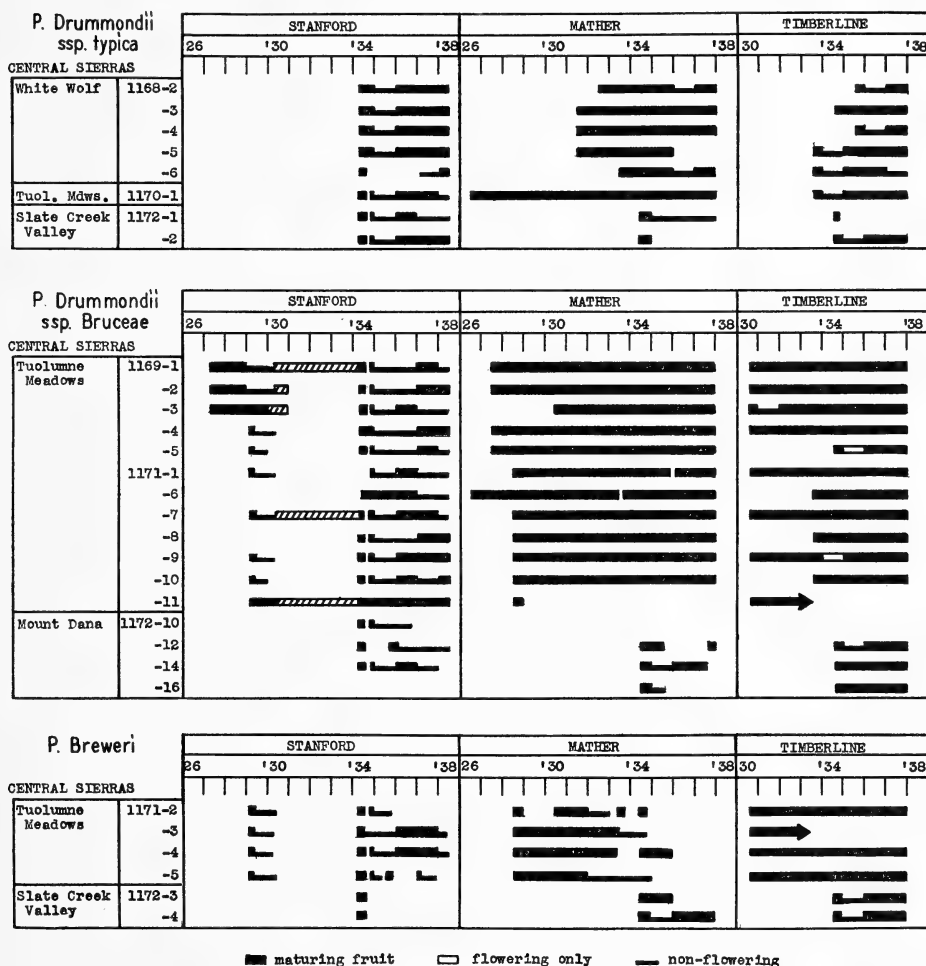 P. Drummondii
ssp. typica
STANFORD MATHER TIMBERLINE
26 '30 '34 '38 26 '30 '34 '38 '30 '34 '38
CENTRAL SIERRAS
White Wolf 1168-2
-3
-4
-5
-6
Tuol. Mdws. 1170-1
Slate Creek 1172-1
Valley -2
P. Drummondii
ssp. Bruceae
STANFORD MATHER TIMBERLINE
26 '30 '34 '38 26 '30 '34 '38 '30 '34 '38
CENTRAL SIERRAS
Tuolumne 1169-1
Meadows -2
-3
-4
-5
1171-1
-6
-7
-8
-9
-10
-11
Mount Dana 1172-10
-12
-14
-16
P. Breweri
STANFORD MATHER TIMBERLINE
26 '30 '34 '38 26 '30 '34 '38 '30 '34 '38
CENTRAL SIERRAS
Tuolumne 1171-2
Meadows -3
-4
-5
Slate Creek 1172-3
Valley -4
maturing fruit flowering only non-flowering